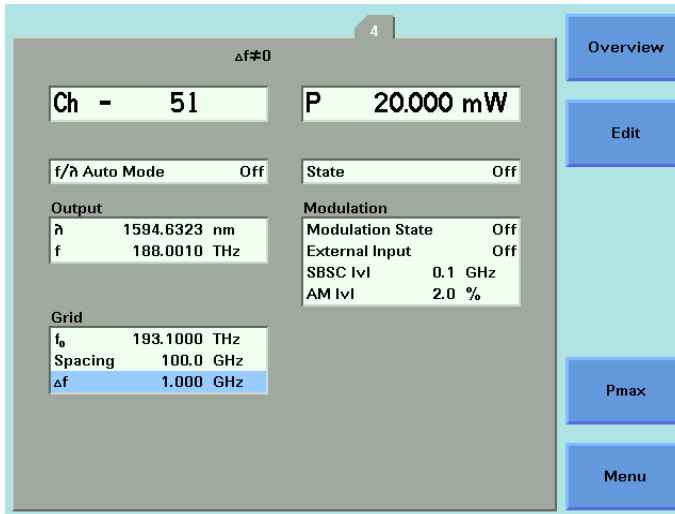 4
Δf≠0
Overview
Ch - 51
P 20.000 mW
Edit
f/λ Auto Mode Off
State Off
Output
λ 1594.6323 nm
f 188.0010 THz
Modulation
Modulation State Off
External Input Off
SBSC lvl 0.1 GHz
AM lvl 2.0 %
Grid
f₀ 193.1000 THz
Spacing 100.0 GHz
Δf 1.000 GHz
Pmax
Menu